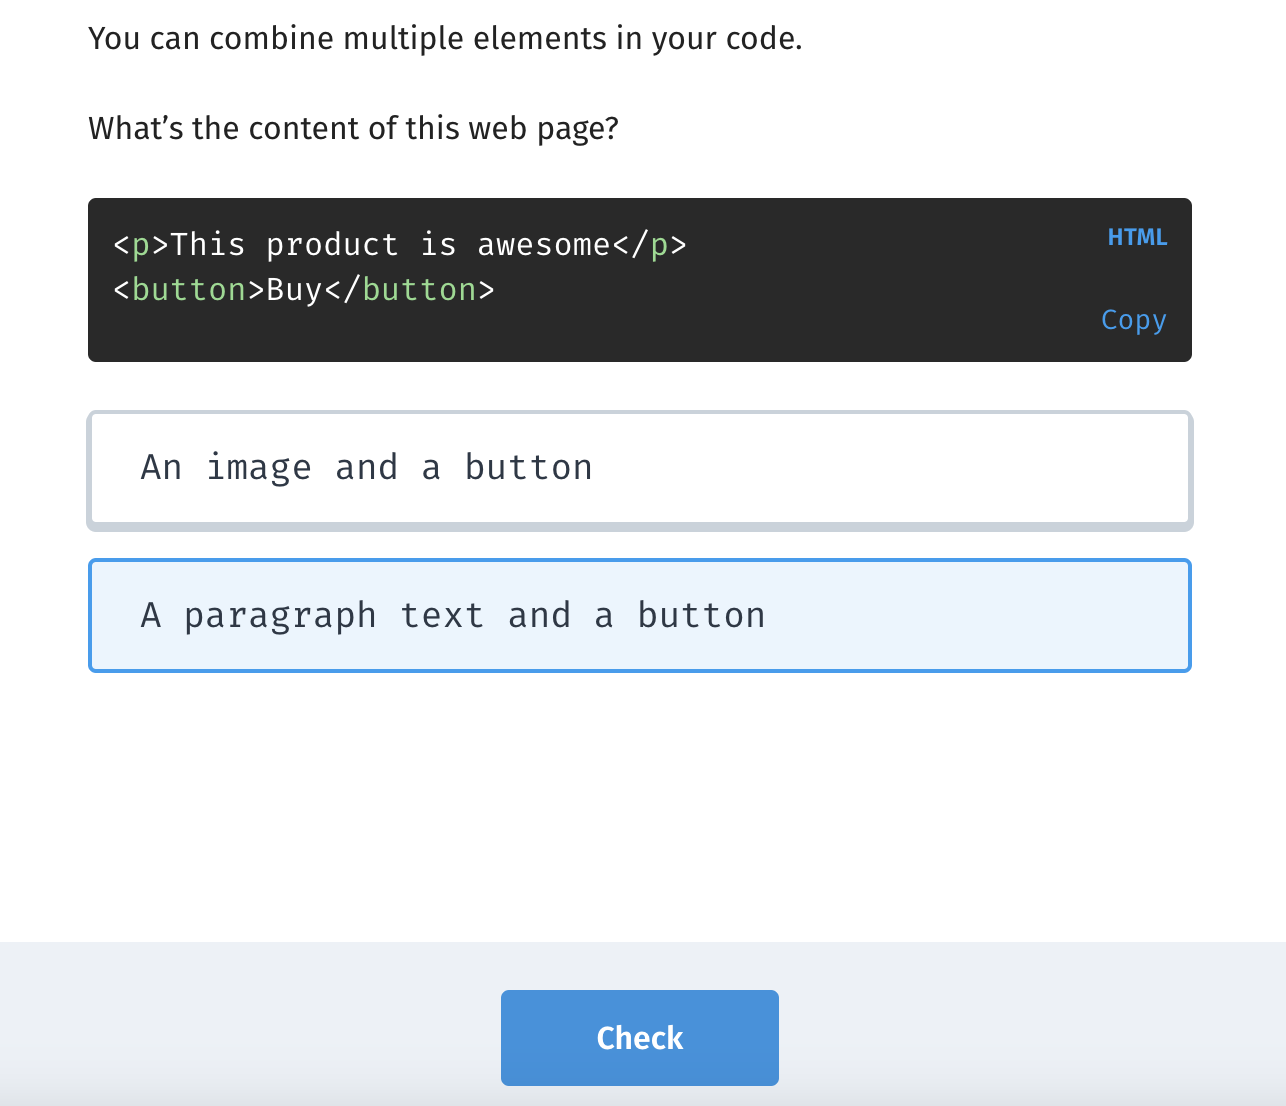 You can combine multiple elements in your code.
What’s the content of this web page?
<p>This product is awesome</p>
HTML
<button>Buy</button>
Copy
An image and a button
A paragraph text and a button
Check